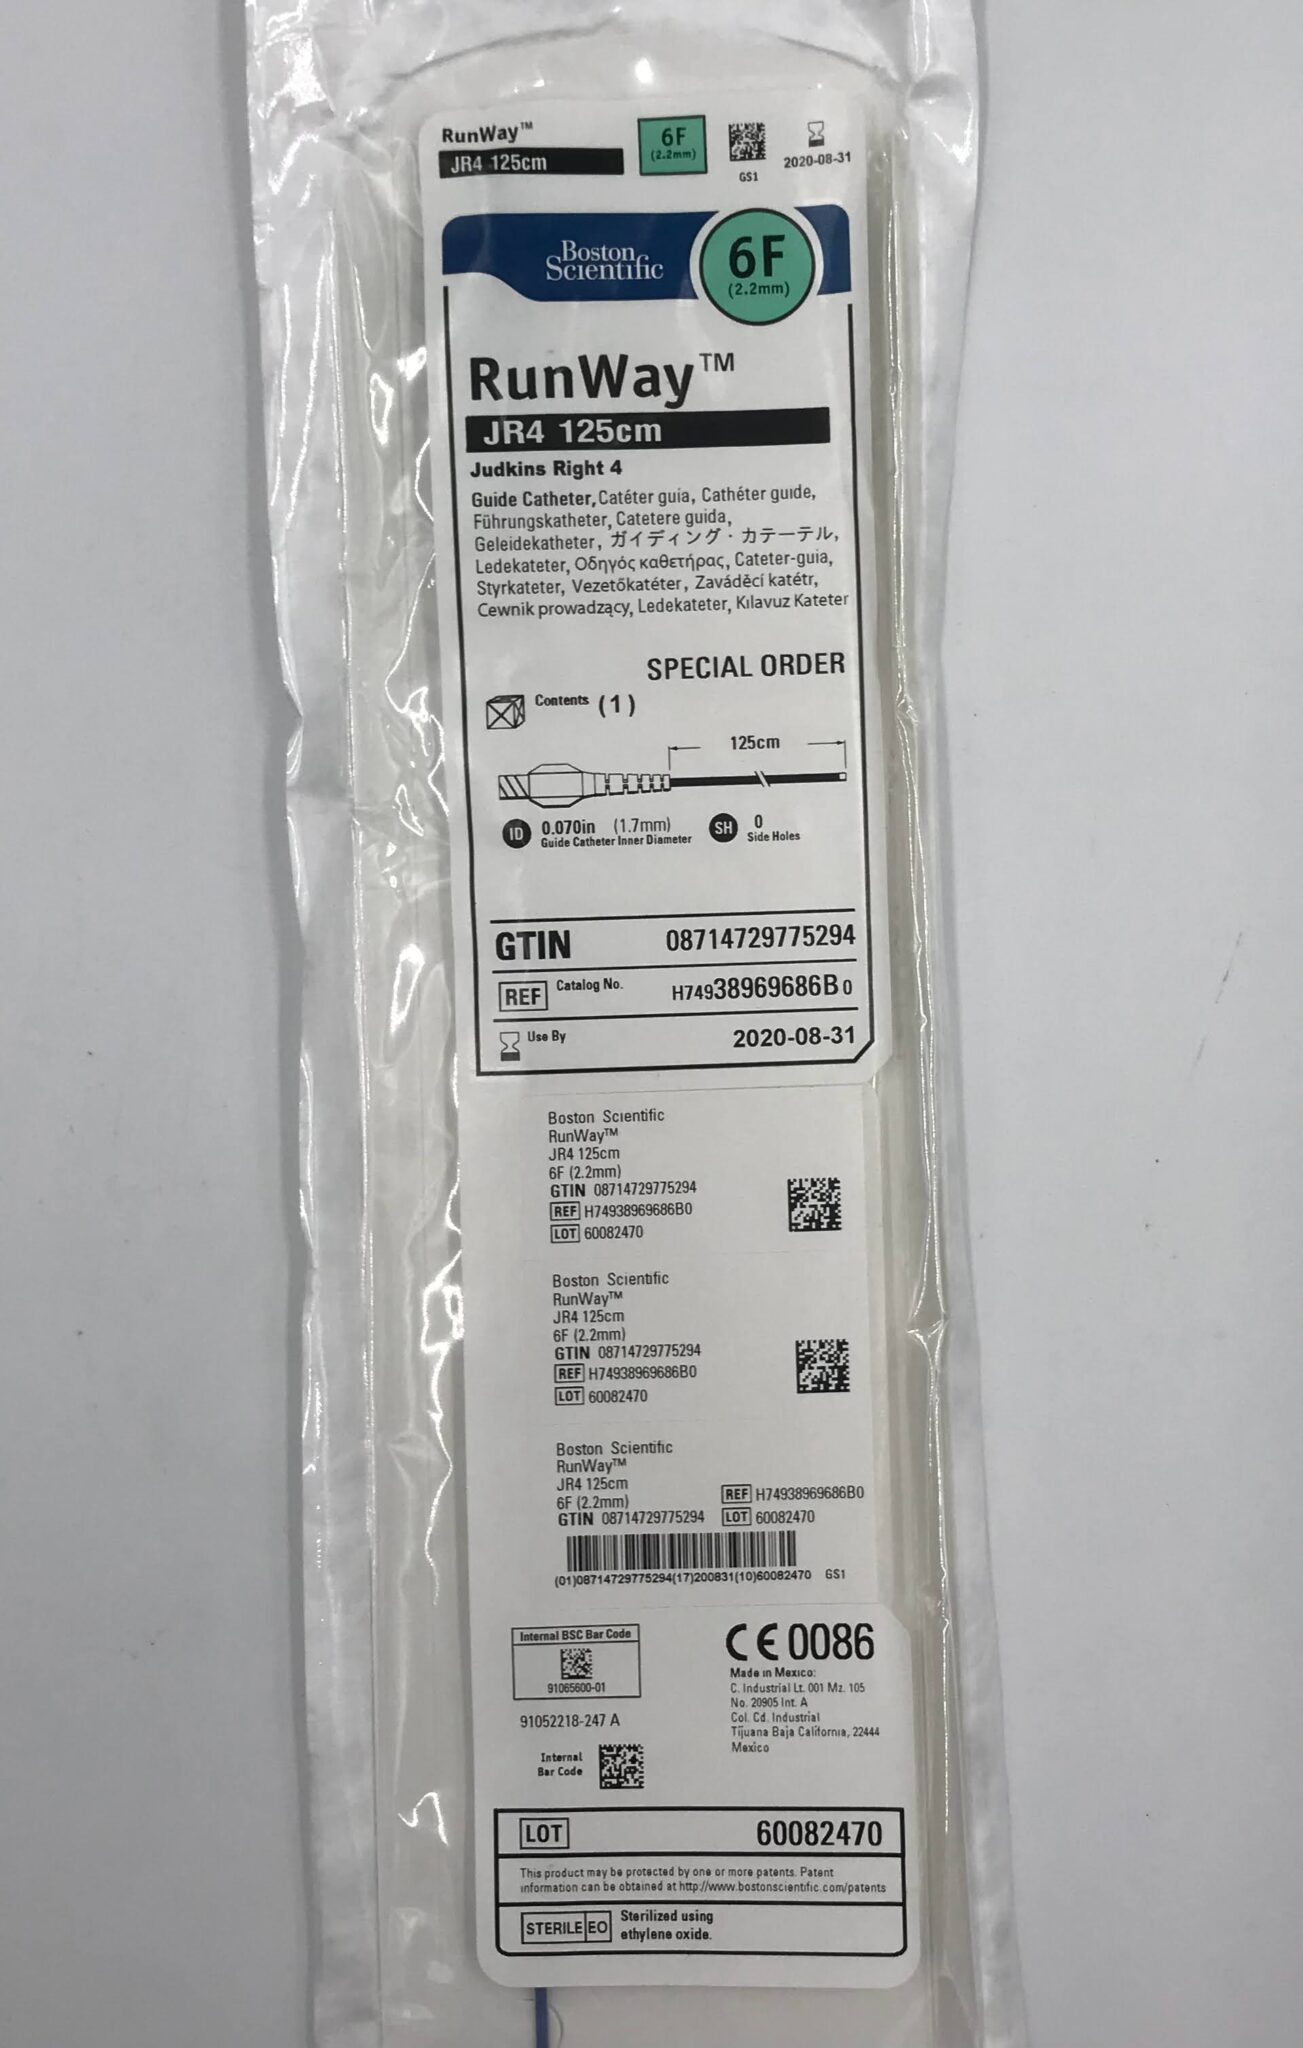 RunWay™
JR4 125cm
6F
(2.2mm)
GS1
2020-08-31
Boston
Scientific
6F
(2.2mm)
RunWay™
JR4 125cm
Judkins Right 4
Guide Catheter, Catéter guia, Cathéter guide,
Führungskatheter, Catetere guida,
Geleidekatheter, ガイディング・カテーテル,
Ledekateter, Οδηγός καθετήρας, Cateter-guia,
Styrkateter, Vezetőkatéter, Zaváděcí katétr,
Cewnik prowadzący, Ledekateter, Kılavuz Kateter
SPECIAL ORDER
Contents (1)
125cm
ID 0.070in (1.7mm)
Guide Catheter Inner Diameter
SH 0
Side Holes
GTIN 08714729775294
REF Catalog No. H74938969686B0
Use By 2020-08-31
Boston Scientific
RunWay™
JR4 125cm
6F (2.2mm)
GTIN 08714729775294
REF H74938969686B0
LOT 60082470
Boston Scientific
RunWay™
JR4 125cm
6F (2.2mm)
GTIN 08714729775294
REF H74938969686B0
LOT 60082470
Boston Scientific
RunWay™
JR4 125cm
6F (2.2mm) REF H74938969686B0
GTIN 08714729775294 LOT 60082470
(01)08714729775294(17)200831(10)60082470 GS1
Internal BSC Bar Code
91065600-01
91052218-247 A
Internal
Bar Code
CE 0086
Made in Mexico:
C. Industrial Lt. 001 Mz. 105
No. 20905 Int. A
Col. Cd. Industrial
Tijuana Baja California, 22444
Mexico
LOT 60082470
This product may be protected by one or more patents. Patent
information can be obtained at http://www.bostonscientific.com/patents
STERILE EO Sterilized using
ethylene oxide.